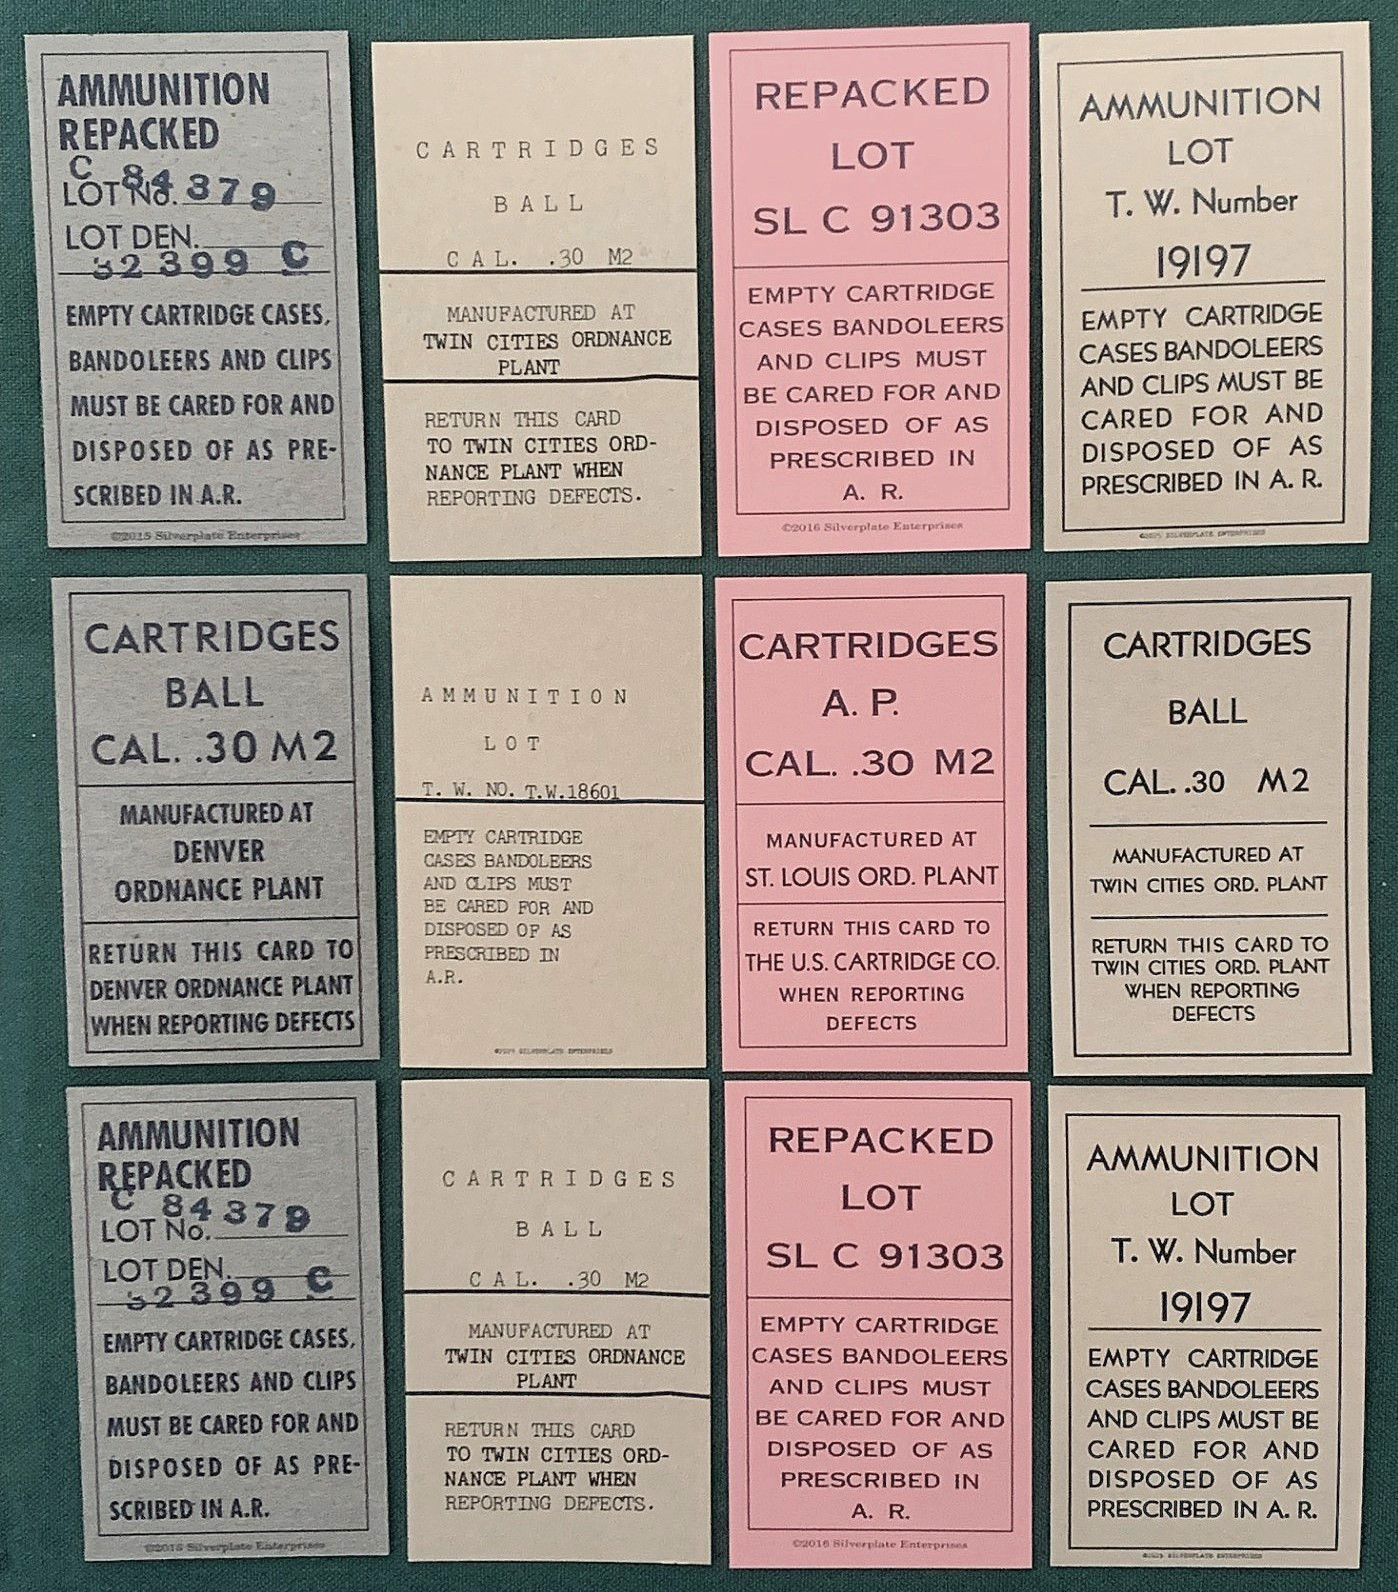 AMMUNITION
REPACKED
C 84379
LOT No.
LOT DEN.
32399 C
EMPTY CARTRIDGE CASES,
BANDOLEERS AND CLIPS
MUST BE CARED FOR AND
DISPOSED OF AS PRE-
SCRIBED IN A.R.
©2015 Silverplate Enterprises
CARTRIDGES
BALL
CAL. .30 M2
MANUFACTURED AT
TWIN CITIES ORDNANCE
PLANT
RETURN THIS CARD
TO TWIN CITIES ORD-
NANCE PLANT WHEN
REPORTING DEFECTS.
REPACKED
LOT
SL C 91303
EMPTY CARTRIDGE
CASES BANDOLEERS
AND CLIPS MUST
BE CARED FOR AND
DISPOSED OF AS
PRESCRIBED IN
A. R.
©2016 Silverplate Enterprises
AMMUNITION
LOT
T. W. Number
19197
EMPTY CARTRIDGE
CASES BANDOLEERS
AND CLIPS MUST BE
CARED FOR AND
DISPOSED OF AS
PRESCRIBED IN A. R.
SILVERPLATE ENTERPRISES
CARTRIDGES
BALL
CAL. .30 M2
MANUFACTURED AT
DENVER
ORDNANCE PLANT
RETURN THIS CARD TO
DENVER ORDNANCE PLANT
WHEN REPORTING DEFECTS
AMMUNITION
LOT
T. W. NO. T.W.18601
EMPTY CARTRIDGE
CASES BANDOLEERS
AND CLIPS MUST
BE CARED FOR AND
DISPOSED OF AS
PRESCRIBED IN
A.R.
SILVERPLATE ENTERPRISES
CARTRIDGES
A. P.
CAL. .30 M2
MANUFACTURED AT
ST. LOUIS ORD. PLANT
RETURN THIS CARD TO
THE U.S. CARTRIDGE CO.
WHEN REPORTING
DEFECTS
CARTRIDGES
BALL
CAL. .30 M2
MANUFACTURED AT
TWIN CITIES ORD. PLANT
RETURN THIS CARD TO
TWIN CITIES ORD. PLANT
WHEN REPORTING
DEFECTS
AMMUNITION
REPACKED
C 84379
LOT No.
LOT DEN.
32399 C
EMPTY CARTRIDGE CASES,
BANDOLEERS AND CLIPS
MUST BE CARED FOR AND
DISPOSED OF AS PRE-
SCRIBED IN A.R.
©2015 Silverplate Enterprises
CARTRIDGES
BALL
CAL. .30 M2
MANUFACTURED AT
TWIN CITIES ORDNANCE
PLANT
RETURN THIS CARD
TO TWIN CITIES ORD-
NANCE PLANT WHEN
REPORTING DEFECTS.
REPACKED
LOT
SL C 91303
EMPTY CARTRIDGE
CASES BANDOLEERS
AND CLIPS MUST
BE CARED FOR AND
DISPOSED OF AS
PRESCRIBED IN
A. R.
©2016 Silverplate Enterprises
AMMUNITION
LOT
T. W. Number
19197
EMPTY CARTRIDGE
CASES BANDOLEERS
AND CLIPS MUST BE
CARED FOR AND
DISPOSED OF AS
PRESCRIBED IN A. R.
SILVERPLATE ENTERPRISES